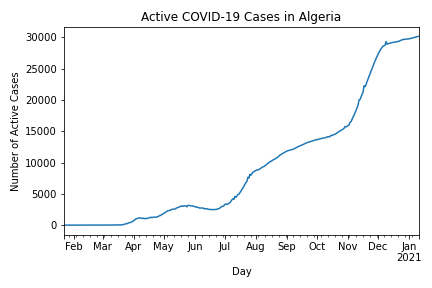 Active COVID-19 Cases in Algeria
30000
25000
20000
15000
10000
5000
0
Number of Active Cases
Feb Mar Apr May Jun Jul Aug Sep Oct Nov Dec Jan
2021
Day